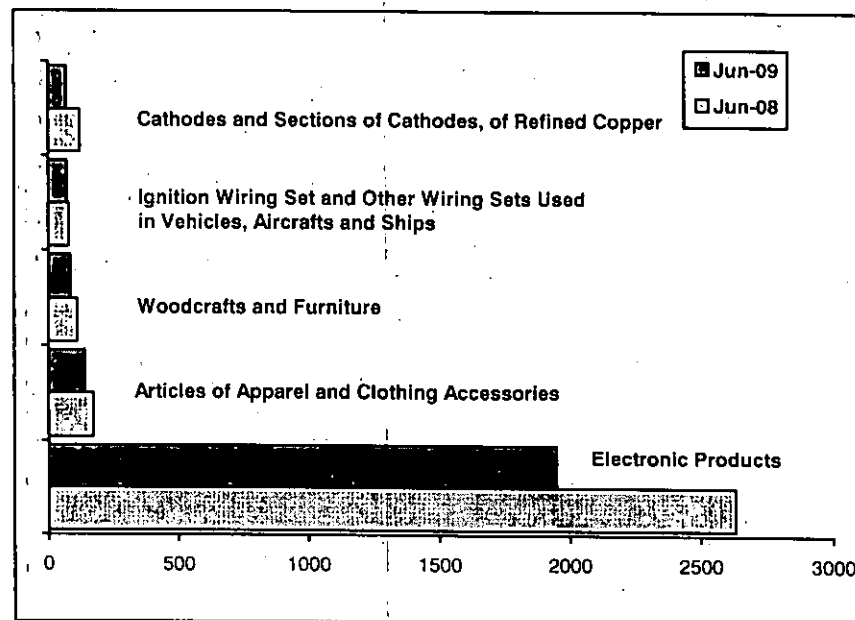 Jun-09
Jun-08
Cathodes and Sections of Cathodes, of Refined Copper
Ignition Wiring Set and Other Wiring Sets Used
in Vehicles, Aircrafts and Ships
Woodcrafts and Furniture
Articles of Apparel and Clothing Accessories
Electronic Products
0 500 1000 1500 2000 2500 3000